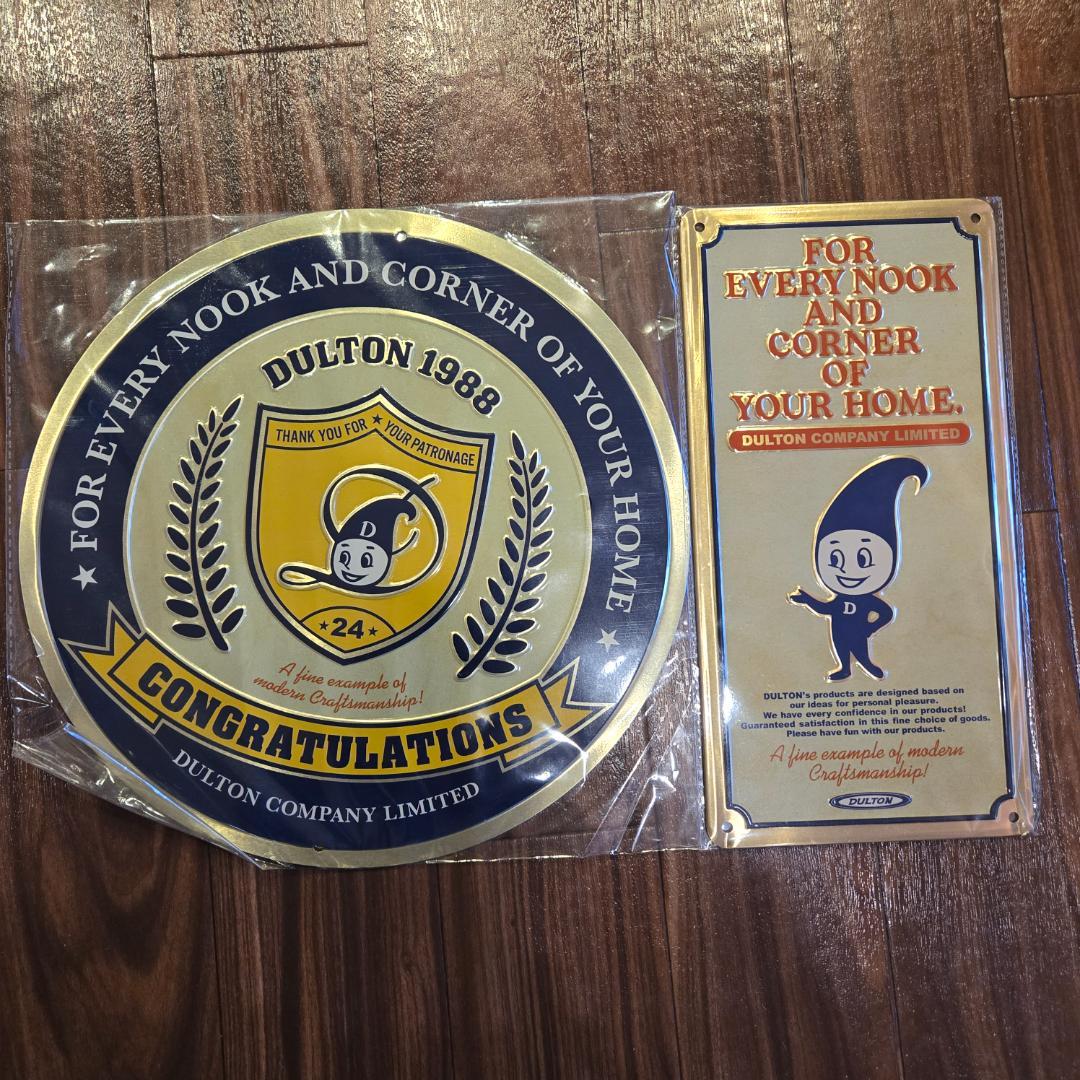 ★ FOR EVERY NOOK AND CORNER OF YOUR HOME ★
DULTON 1988
THANK YOU FOR ★ YOUR PATRONAGE
D
★24★
A fine example of
modern Craftsmanship!
CONGRATULATIONS
DULTON COMPANY LIMITED
FOR
EVERY NOOK
AND
CORNER
OF
YOUR HOME.
DULTON COMPANY LIMITED
D
DULTON's products are designed based on
our ideas for personal pleasure.
We have every confidence in our products!
Guaranteed satisfaction in this fine choice of goods.
Please have fun with our products.
A fine example of modern
Craftsmanship!
DULTON